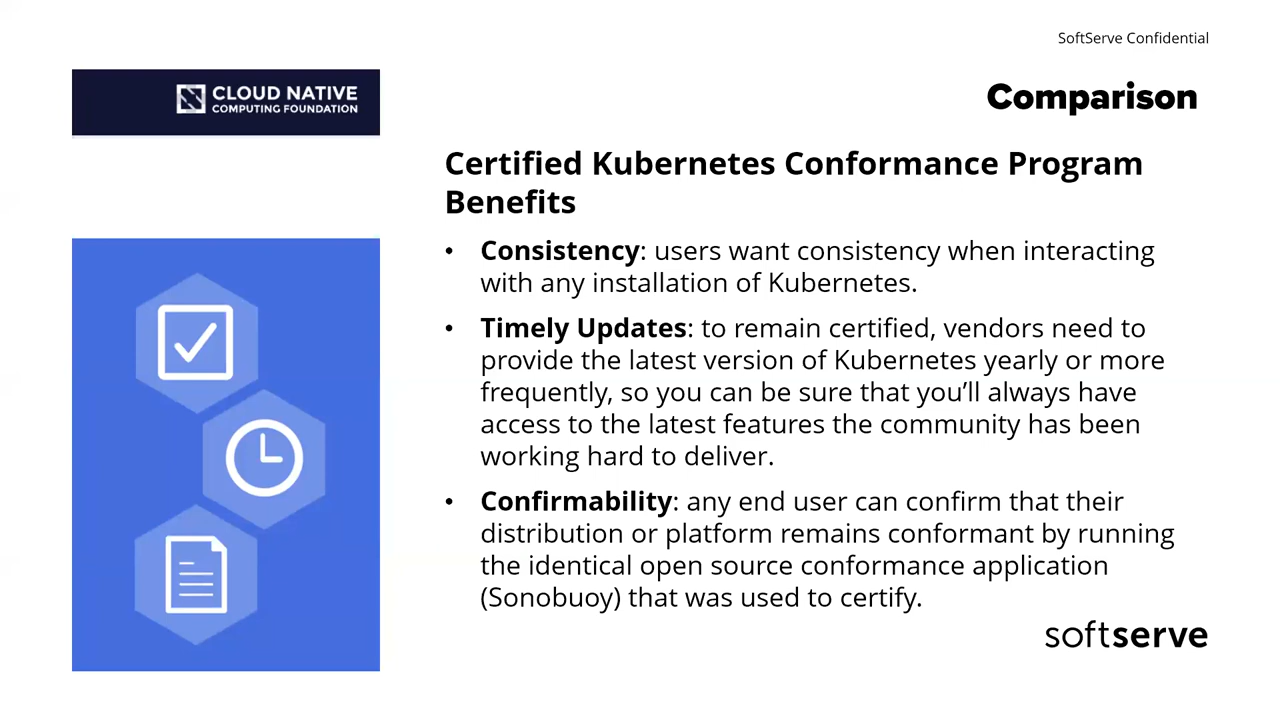 SoftServe Confidential
CLOUD NATIVE
COMPUTING FOUNDATION
Comparison
Certified Kubernetes Conformance Program
Benefits
• Consistency: users want consistency when interacting
with any installation of Kubernetes.
• Timely Updates: to remain certified, vendors need to
provide the latest version of Kubernetes yearly or more
frequently, so you can be sure that you’ll always have
access to the latest features the community has been
working hard to deliver.
• Confirmability: any end user can confirm that their
distribution or platform remains conformant by running
the identical open source conformance application
(Sonobuoy) that was used to certify.
softserve